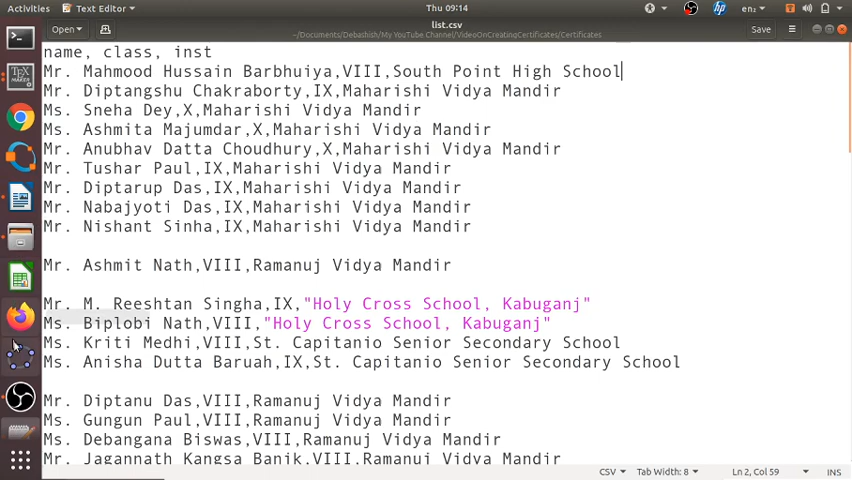 Activities
Text Editor
Thu 09:14
en₂
Open
list.csv
~/Documents/Debashish/My YouTube Channel/VideoOnCreatingCertificates/Certificates
Save
name, class, inst
Mr. Mahmood Hussain Barbhuiya,VIII,South Point High School
Mr. Diptangshu Chakraborty,IX,Maharishi Vidya Mandir
Ms. Sneha Dey,X,Maharishi Vidya Mandir
Ms. Ashmita Majumdar,X,Maharishi Vidya Mandir
Mr. Anubhav Datta Choudhury,X,Maharishi Vidya Mandir
Mr. Tushar Paul,IX,Maharishi Vidya Mandir
Mr. Diptarup Das,IX,Maharishi Vidya Mandir
Mr. Nabajyoti Das,IX,Maharishi Vidya Mandir
Mr. Nishant Sinha,IX,Maharishi Vidya Mandir
Mr. Ashmit Nath,VIII,Ramanuj Vidya Mandir
Mr. M. Reeshtan Singha,IX,"Holy Cross School, Kabuganj"
Ms. Biplobi Nath,VIII,"Holy Cross School, Kabuganj"
Ms. Kriti Medhi,VIII,St. Capitanio Senior Secondary School
Ms. Anisha Dutta Baruah,IX,St. Capitanio Senior Secondary School
Mr. Diptanu Das,VIII,Ramanuj Vidya Mandir
Ms. Gungun Paul,VIII,Ramanuj Vidya Mandir
Ms. Debangana Biswas,VIII,Ramanuj Vidya Mandir
Mr. Jagannath Kangsa Banik,VIII,Ramanuj Vidya Mandir
CSV
Tab Width: 8
Ln 2, Col 59
INS